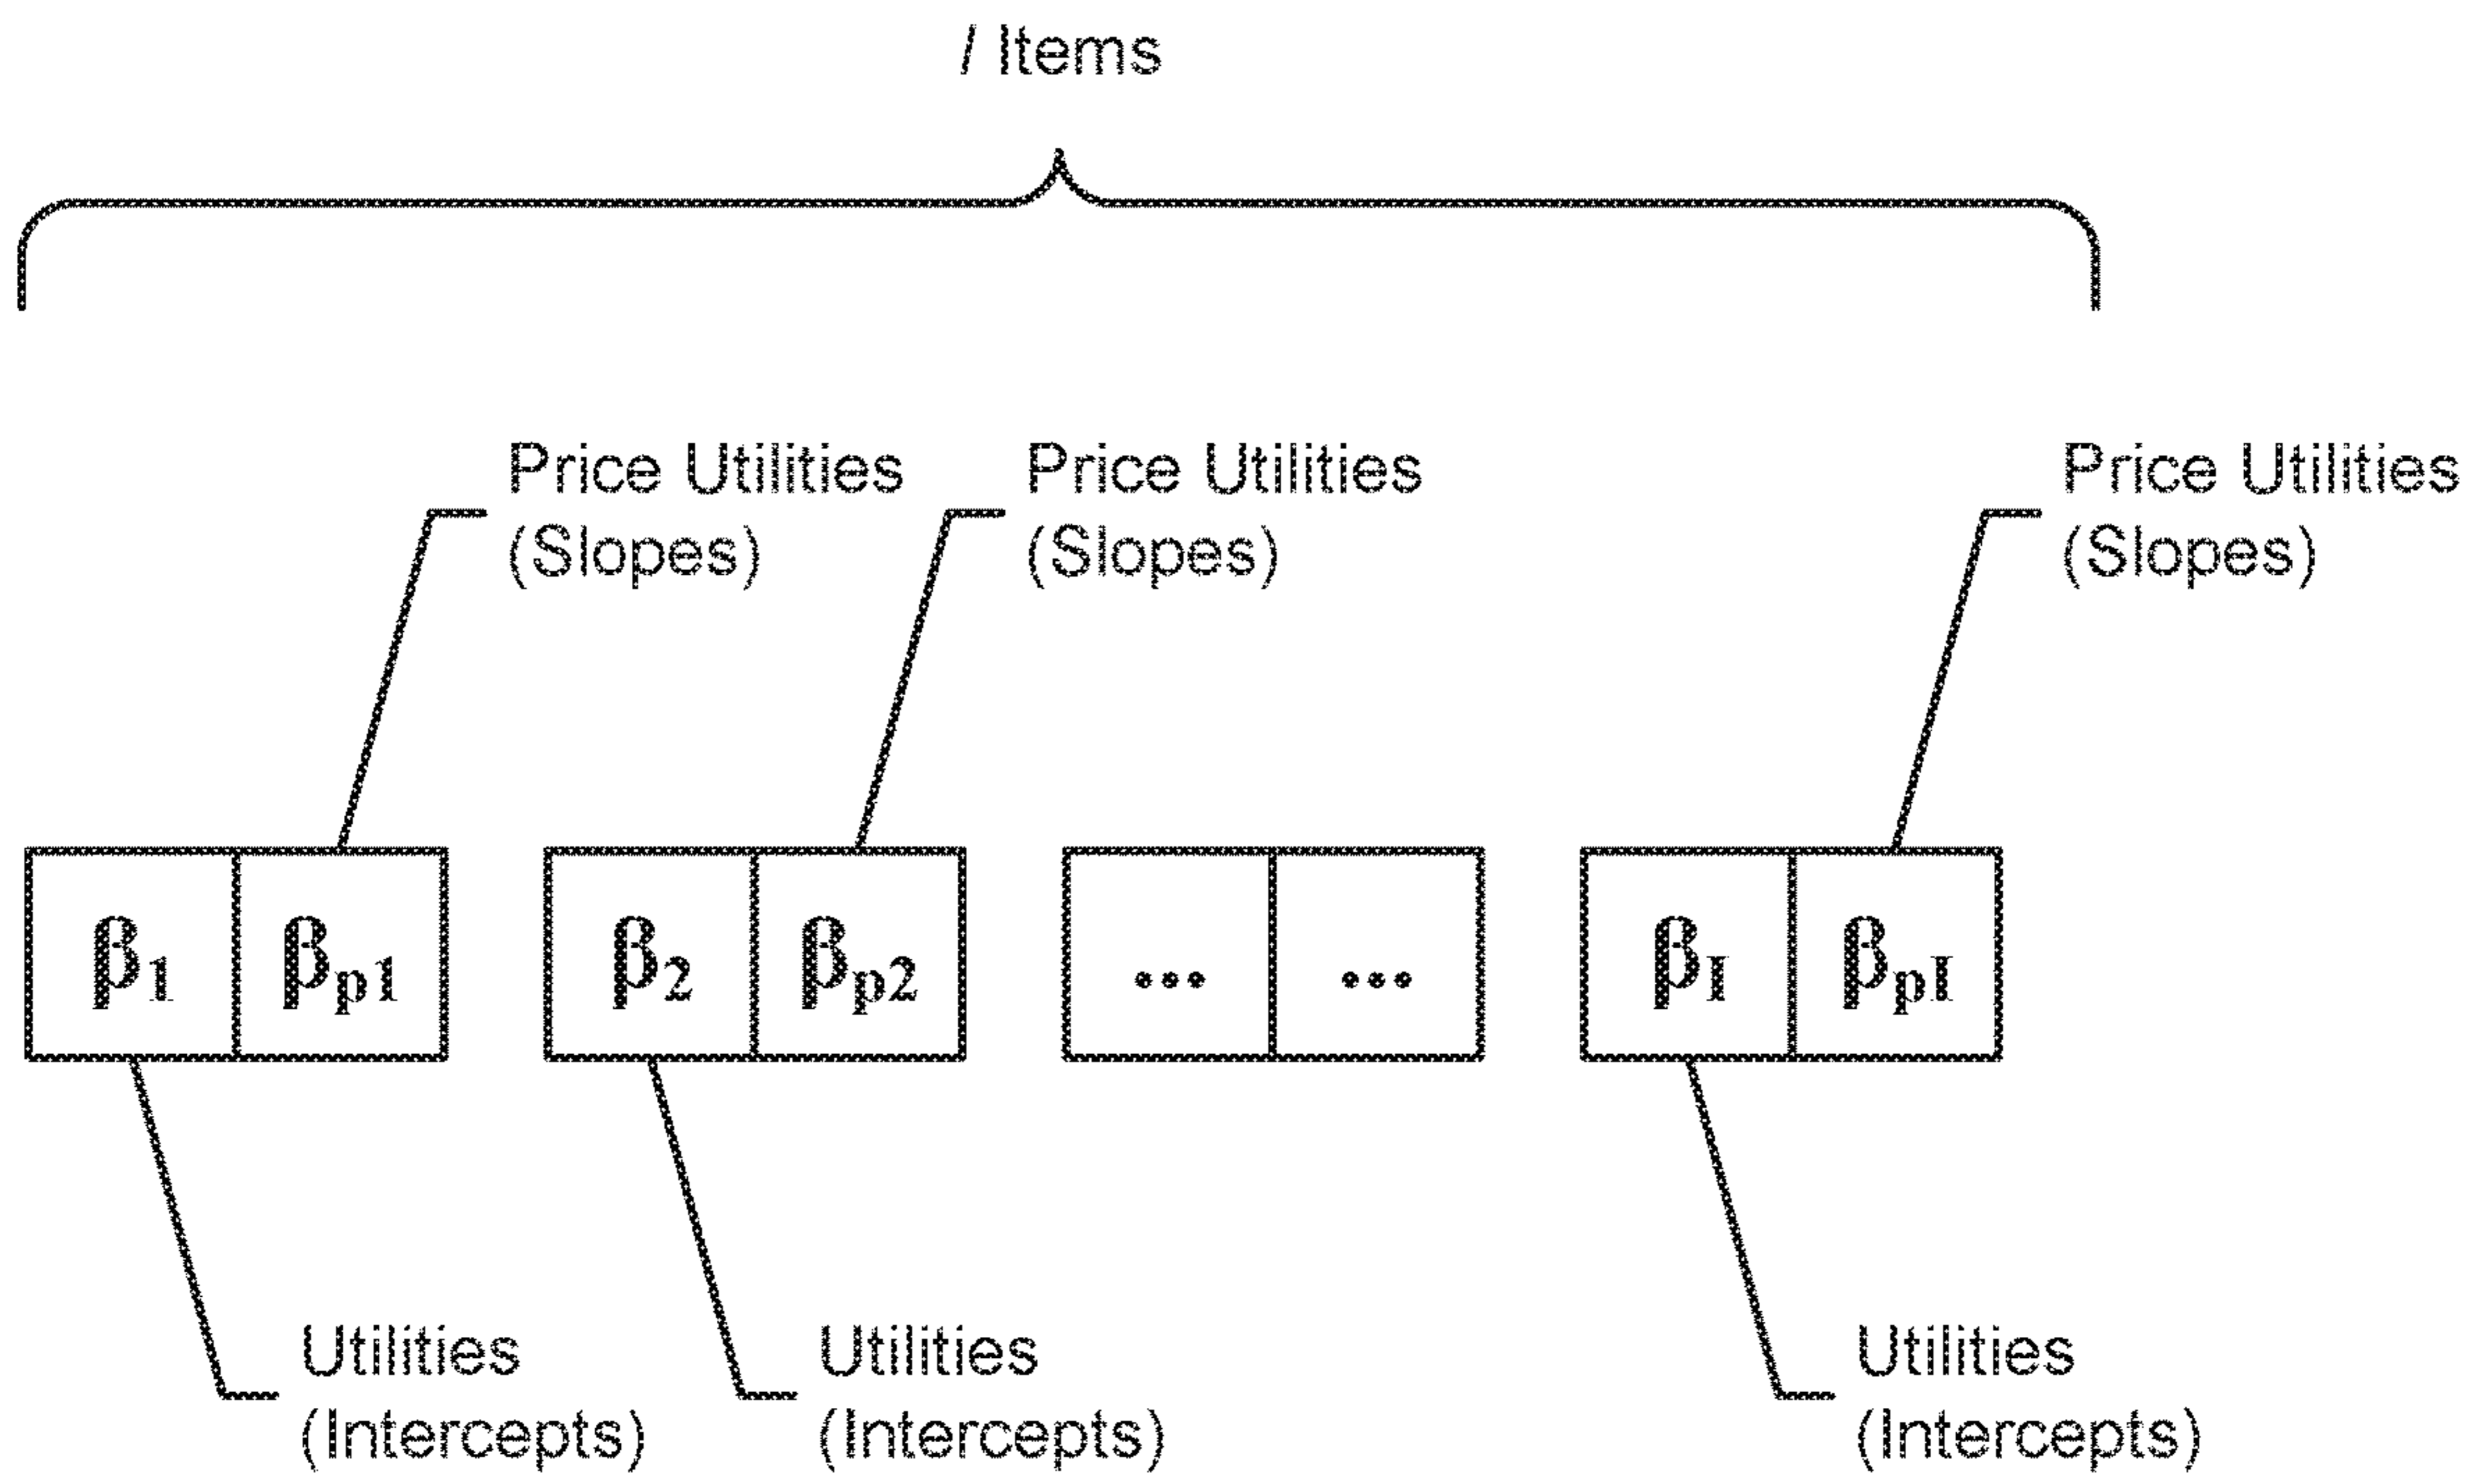 I Items
Price Utilities Price Utilities Price Utilities
(Slopes) (Slopes) (Slopes)
β1 βp1 β2 βp2 ... ... βI βpI
Utilities Utilities Utilities
(Intercepts) (Intercepts) (Intercepts)